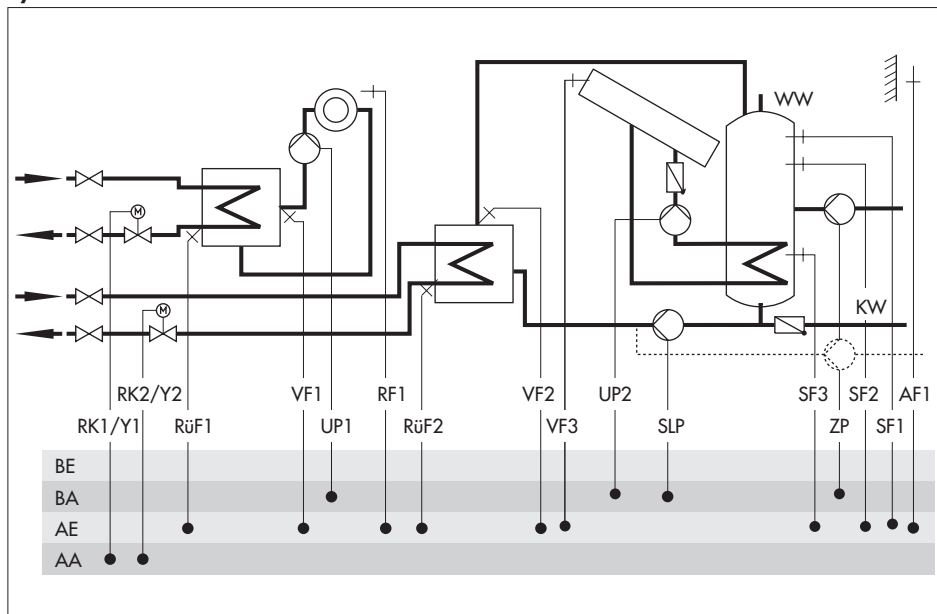 WW
M
M
KW
RK2/Y2 VF1 RF1 VF2 UP2 SF3 SF2 AF1
RK1/Y1 RüF1 UP1 RüF2 VF3 SLP ZP SF1
BE
BA
AE
AA